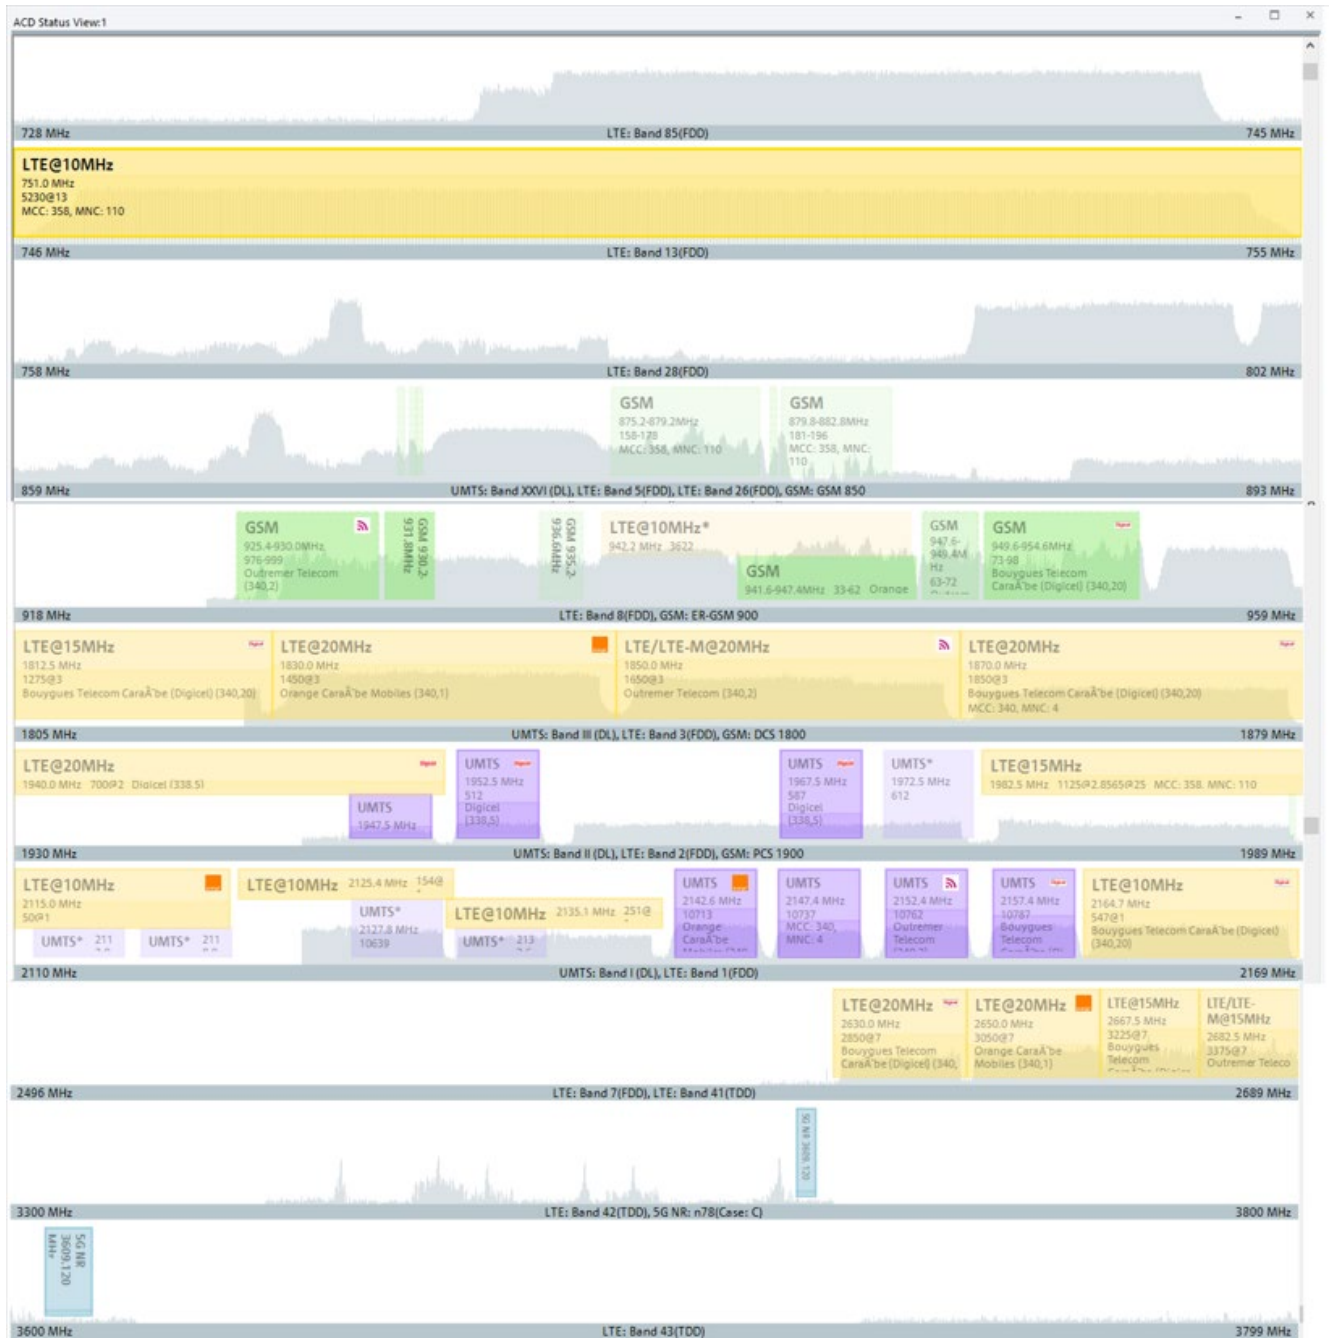 ACD Status View:1
728 MHz LTE: Band 85(FDD) 745 MHz
LTE@10MHz
751.0 MHz
5230@13
MCC: 358, MNC: 110
746 MHz LTE: Band 13(FDD) 755 MHz
758 MHz LTE: Band 28(FDD) 802 MHz
GSM
875.2-879.2MHz
158-178
MCC: 358, MNC: 110
GSM
879.8-882.8MHz
181-196
MCC: 358, MNC:
110
859 MHz UMTS: Band XXVI (DL), LTE: Band 5(FDD), LTE: Band 26(FDD), GSM: GSM 850 893 MHz
GSM
925.4-930.0MHz
976-999
Outremer Telecom
(340,2)
GSM 930.2-
931.8MHz
GSM 935.2-
936.6MHz
LTE@10MHz*
942.2 MHz 3622
GSM
941.6-947.4MHz 33-62 Orange
GSM
947.6-
949.4M
Hz
63-72
GSM
949.6-954.6MHz
73-98
Bouygues Telecom
CaraÃ¯be (Digicel) (340,20)
918 MHz LTE: Band 8(FDD), GSM: ER-GSM 900 959 MHz
LTE@15MHz
1812.5 MHz
1275@3
Bouygues Telecom CaraÃ¯be (Digicel) (340,20)
LTE@20MHz
1830.0 MHz
1450@3
Orange CaraÃ¯be Mobiles (340,1)
LTE/LTE-M@20MHz
1850.0 MHz
1650@3
Outremer Telecom (340,2)
LTE@20MHz
1870.0 MHz
1850@3
Bouygues Telecom CaraÃ¯be (Digicel) (340,20)
MCC: 340, MNC: 4
1805 MHz UMTS: Band III (DL), LTE: Band 3(FDD), GSM: DCS 1800 1879 MHz
LTE@20MHz
1940.0 MHz 700@2 Digicel (338,5)
UMTS
1947.5 MHz
UMTS
1952.5 MHz
512
Digicel
(338,5)
UMTS
1967.5 MHz
587
Digicel
(338,5)
UMTS*
1972.5 MHz
612
LTE@15MHz
1982.5 MHz 1125@2,8565@25 MCC: 358, MNC: 110
1930 MHz UMTS: Band II (DL), LTE: Band 2(FDD), GSM: PCS 1900 1989 MHz
LTE@10MHz
2115.0 MHz
50@1
UMTS* 211
UMTS* 211
LTE@10MHz 2125.4 MHz 154@
UMTS*
2127.8 MHz
10639
LTE@10MHz 2135.1 MHz 251@
UMTS* 213
UMTS
2142.6 MHz
10713
Orange
CaraÃ¯be
UMTS
2147.4 MHz
10737
MCC: 340,
MNC: 4
UMTS
2152.4 MHz
10762
Outremer
Telecom
UMTS
2157.4 MHz
10787
Bouygues
Telecom
LTE@10MHz
2164.7 MHz
547@1
Bouygues Telecom CaraÃ¯be (Digicel)
(340,20)
2110 MHz UMTS: Band I (DL), LTE: Band 1(FDD) 2169 MHz
LTE@20MHz
2630.0 MHz
2850@7
Bouygues Telecom
CaraÃ¯be (Digicel) (340,
LTE@20MHz
2650.0 MHz
3050@7
Orange CaraÃ¯be
Mobiles (340,1)
LTE@15MHz
2667.5 MHz
3225@7
Bouygues
Telecom
LTE/LTE-
M@15MHz
2682.5 MHz
3375@7
Outremer Teleco
2496 MHz LTE: Band 7(FDD), LTE: Band 41(TDD) 2689 MHz
5G NR 3609.120
3300 MHz LTE: Band 42(TDD), 5G NR: n78(Case: C) 3800 MHz
5G NR
3609.120
MHz
3600 MHz LTE: Band 43(TDD) 3799 MHz